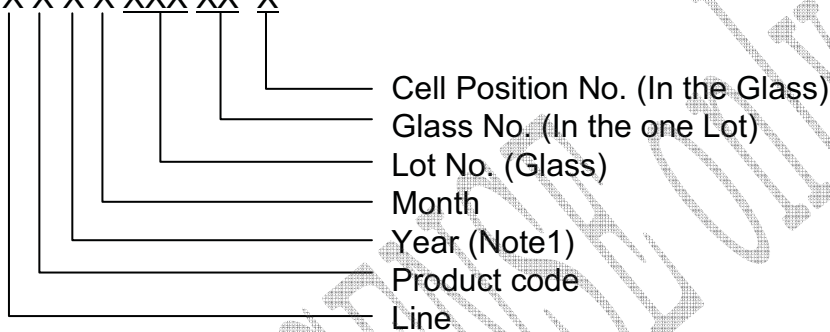 X X X X XXX XX X
Cell Position No. (In the Glass)
Glass No. (In the one Lot)
Lot No. (Glass)
Month
Year (Note1)
Product code
Line